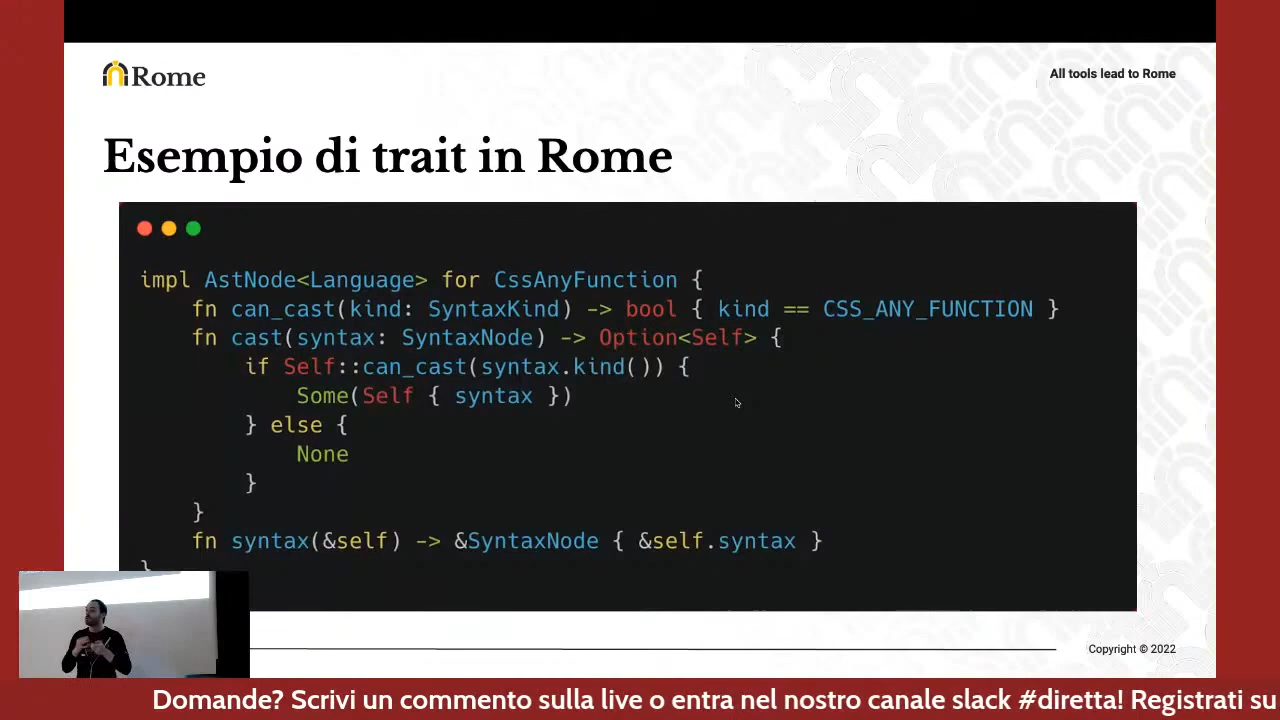 Rome
All tools lead to Rome
Esempio di trait in Rome
impl AstNode<Language> for CssAnyFunction {
    fn can_cast(kind: SyntaxKind) -> bool { kind == CSS_ANY_FUNCTION }
    fn cast(syntax: SyntaxNode) -> Option<Self> {
        if Self::can_cast(syntax.kind()) {
            Some(Self { syntax })
        } else {
            None
        }
    }
    fn syntax(&self) -> &SyntaxNode { &self.syntax }
}
Copyright © 2022
Domande? Scrivi un commento sulla live o entra nel nostro canale slack #diretta! Registrati su